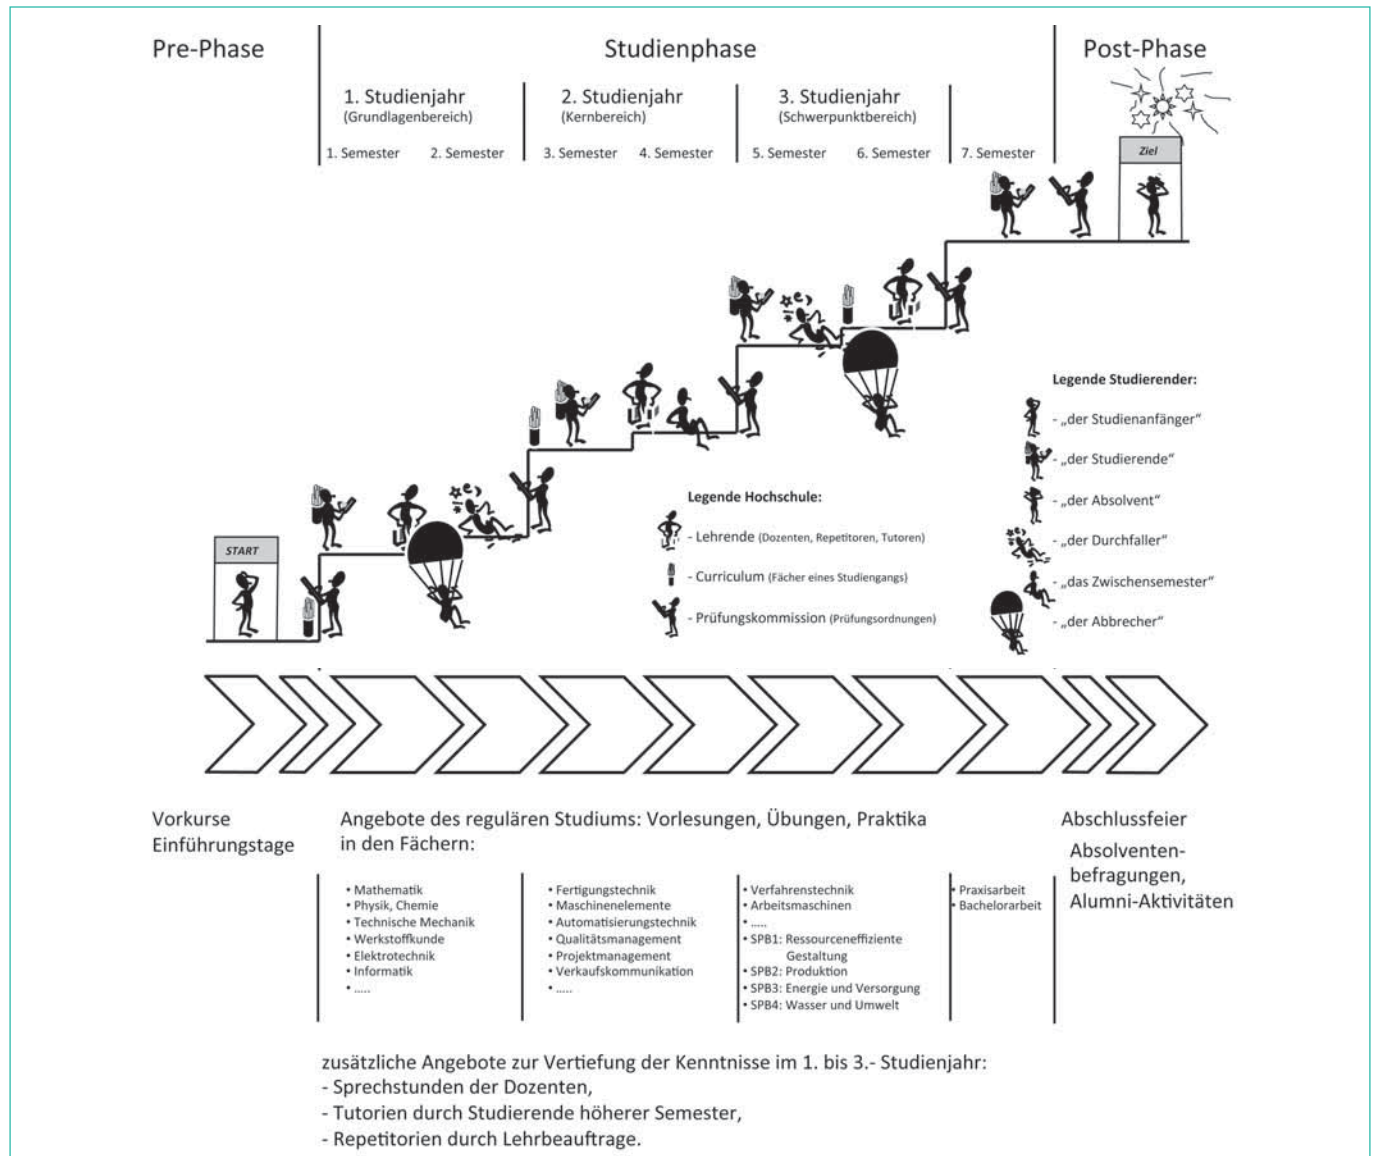 Pre-Phase
Studienphase
Post-Phase
1. Studienjahr
(Grundlagenbereich)
2. Studienjahr
(Kernbereich)
3. Studienjahr
(Schwerpunktbereich)
1. Semester
2. Semester
3. Semester
4. Semester
5. Semester
6. Semester
7. Semester
Ziel
START
Legende Hochschule:
- Lehrende (Dozenten, Repetitoren, Tutoren)
- Curriculum (Fächer eines Studiengangs)
- Prüfungskommission (Prüfungsordnungen)
Legende Studierender:
- „der Studienanfänger“
- „der Studierende“
- „der Absolvent“
- „der Durchfaller“
- „das Zwischensemester“
- „der Abbrecher“
Vorkurse
Einführungstage
Angebote des regulären Studiums: Vorlesungen, Übungen, Praktika
in den Fächern:
• Mathematik
• Physik, Chemie
• Technische Mechanik
• Werkstoffkunde
• Elektrotechnik
• Informatik
• .....
• Fertigungstechnik
• Maschinenelemente
• Automatisierungstechnik
• Qualitätsmanagement
• Projektmanagement
• Verkaufskommunikation
• .....
• Verfahrenstechnik
• Arbeitsmaschinen
• .....
• SPB1: Ressourceneffiziente
Gestaltung
• SPB2: Produktion
• SPB3: Energie und Versorgung
• SPB4: Wasser und Umwelt
• Praxisarbeit
• Bachelorarbeit
Abschlussfeier
Absolventen-
befragungen,
Alumni-Aktivitäten
zusätzliche Angebote zur Vertiefung der Kenntnisse im 1. bis 3.- Studienjahr:
- Sprechstunden der Dozenten,
- Tutorien durch Studierende höherer Semester,
- Repetitorien durch Lehrbeauftrage.